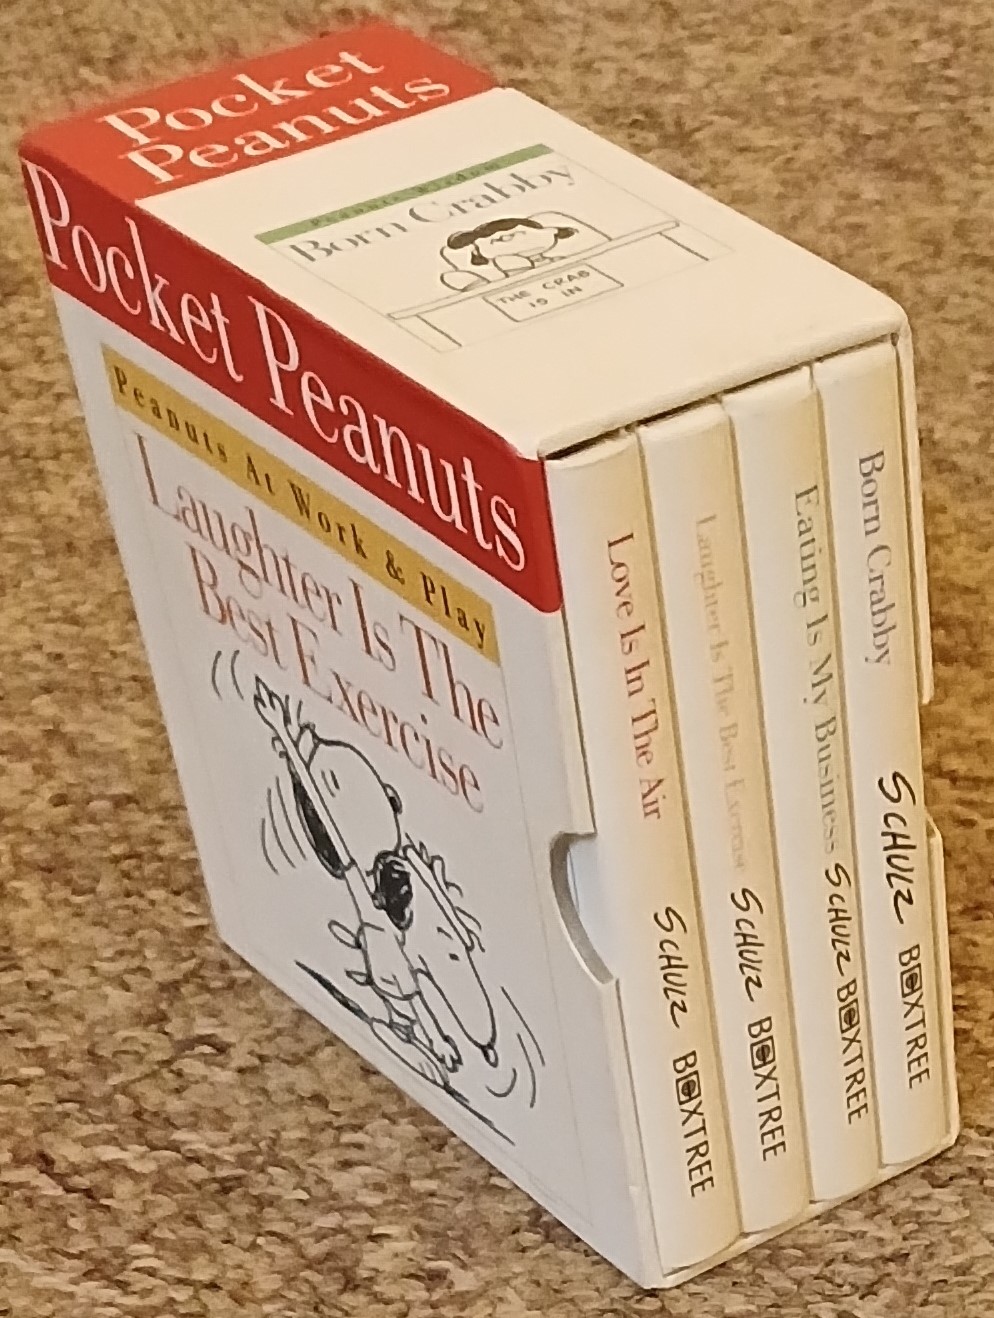 Pocket
Peanuts
Peanuts Wisdom
Born Crabby
THE CRAB
IS IN
Pocket Peanuts
Peanuts At Work & Play
Laughter Is The
Best Exercise
Love Is In The Air SCHULZ BOXTREE
Laughter Is The Best Exercise SCHULZ BOXTREE
Eating Is My Business SCHULZ BOXTREE
Born Crabby SCHULZ BOXTREE